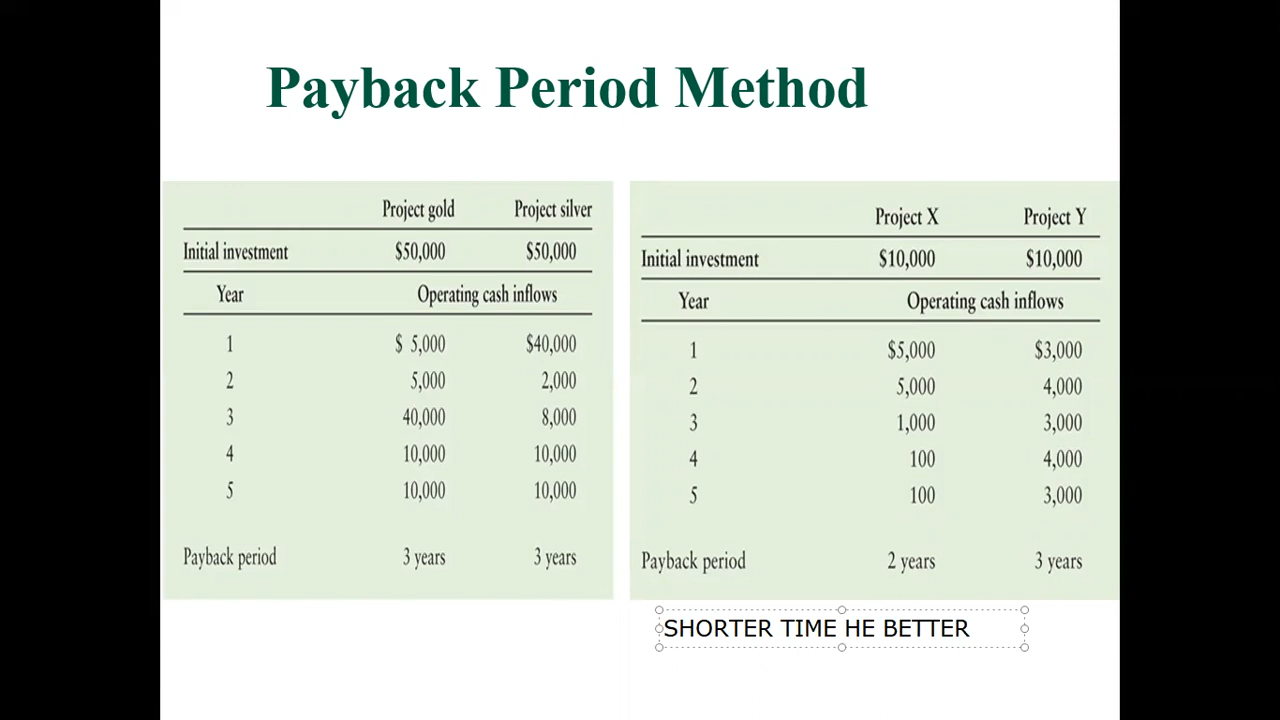 Payback Period Method
Project gold Project silver
Initial investment $50,000 $50,000
Year Operating cash inflows
1 $ 5,000 $40,000
2 5,000 2,000
3 40,000 8,000
4 10,000 10,000
5 10,000 10,000
Payback period 3 years 3 years
Project X Project Y
Initial investment $10,000 $10,000
Year Operating cash inflows
1 $5,000 $3,000
2 5,000 4,000
3 1,000 3,000
4 100 4,000
5 100 3,000
Payback period 2 years 3 years
SHORTER TIME HE BETTER